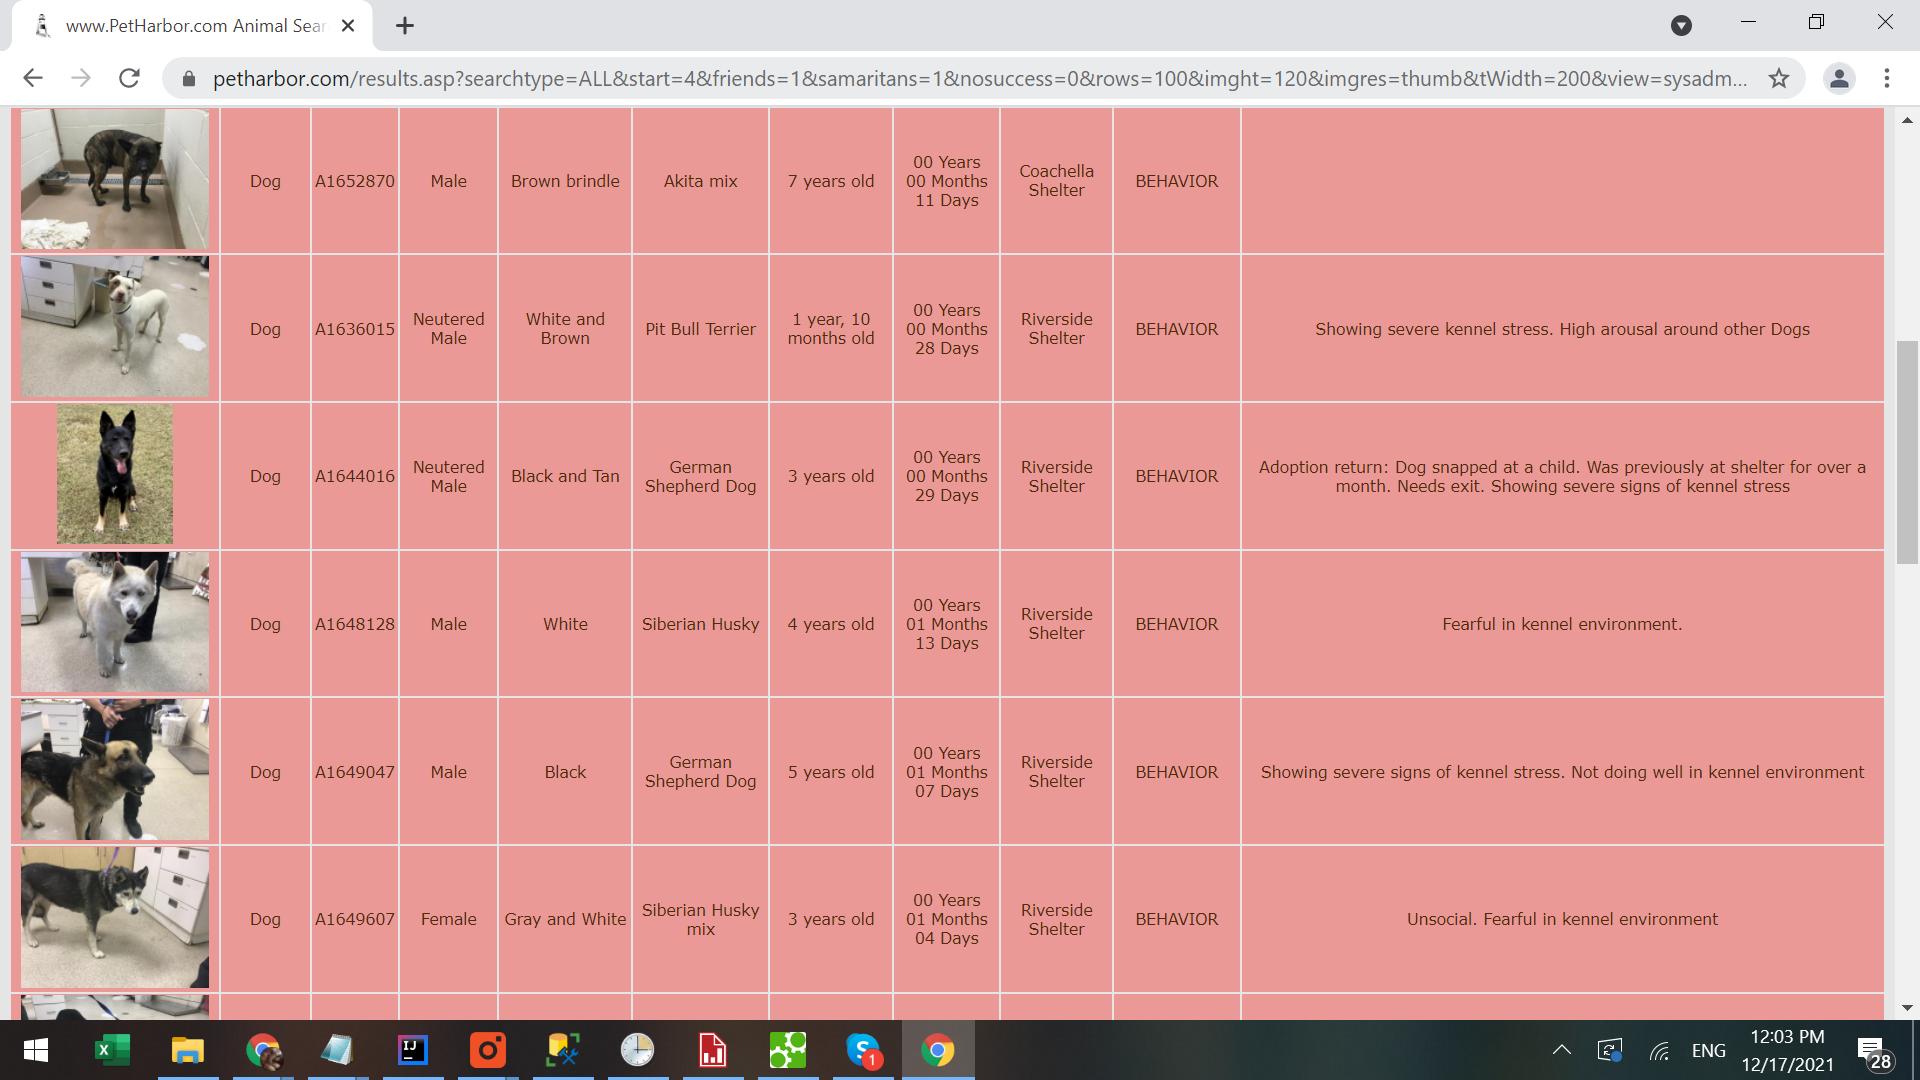 www.PetHarbor.com Animal Sear
petharbor.com/results.asp?searchtype=ALL&start=4&friends=1&samaritans=1&nosuccess=0&rows=100&imght=120&imgres=thumb&tWidth=200&view=sysadm...
Dog A1652870 Male Brown brindle Akita mix 7 years old 00 Years 00 Months 11 Days Coachella Shelter BEHAVIOR
Dog A1636015 Neutered Male White and Brown Pit Bull Terrier 1 year, 10 months old 00 Years 00 Months 28 Days Riverside Shelter BEHAVIOR Showing severe kennel stress. High arousal around other Dogs
Dog A1644016 Neutered Male Black and Tan German Shepherd Dog 3 years old 00 Years 00 Months 29 Days Riverside Shelter BEHAVIOR Adoption return: Dog snapped at a child. Was previously at shelter for over a month. Needs exit. Showing severe signs of kennel stress
Dog A1648128 Male White Siberian Husky 4 years old 00 Years 01 Months 13 Days Riverside Shelter BEHAVIOR Fearful in kennel environment.
Dog A1649047 Male Black German Shepherd Dog 5 years old 00 Years 01 Months 07 Days Riverside Shelter BEHAVIOR Showing severe signs of kennel stress. Not doing well in kennel environment
Dog A1649607 Female Gray and White Siberian Husky mix 3 years old 00 Years 01 Months 04 Days Riverside Shelter BEHAVIOR Unsocial. Fearful in kennel environment
X IJ S 1 ENG 12:03 PM
12/17/2021 28